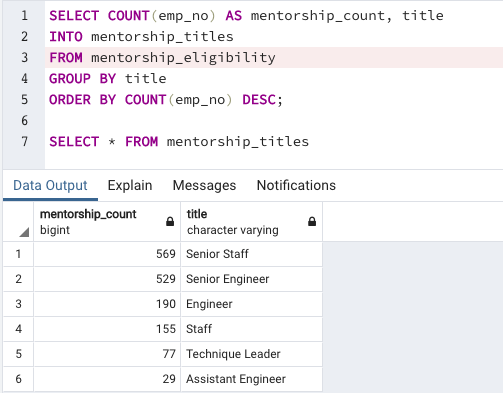 1 SELECT COUNT(emp_no) AS mentorship_count, title
2 INTO mentorship_titles
3 FROM mentorship_eligibility
4 GROUP BY title
5 ORDER BY COUNT(emp_no) DESC;
6
7 SELECT * FROM mentorship_titles
Data Output Explain Messages Notifications
mentorship_count title
bigint character varying
1 569 Senior Staff
2 529 Senior Engineer
3 190 Engineer
4 155 Staff
5 77 Technique Leader
6 29 Assistant Engineer